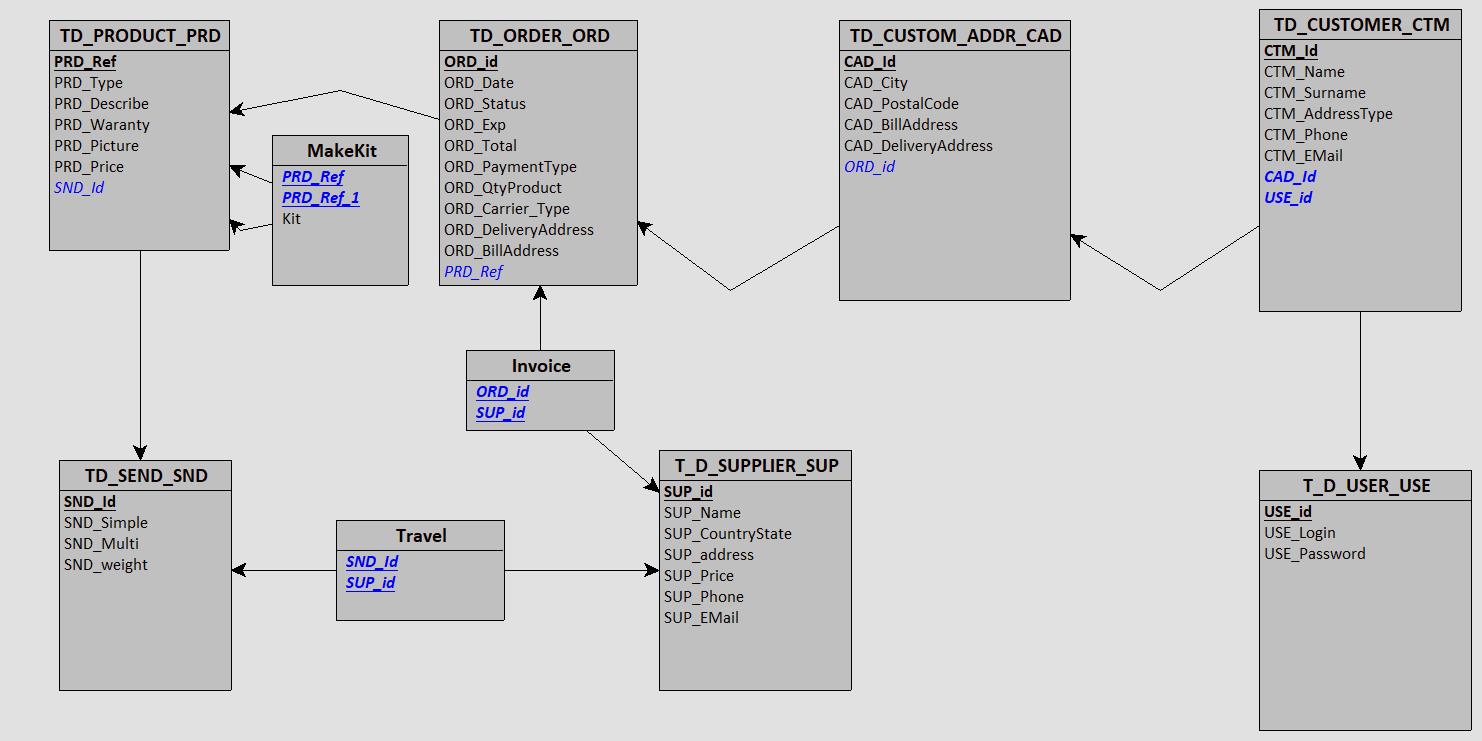 TD_PRODUCT_PRD
PRD_Ref
PRD_Type
PRD_Describe
PRD_Waranty
PRD_Picture
PRD_Price
SND_Id
MakeKit
PRD_Ref
PRD_Ref_1
Kit
TD_ORDER_ORD
ORD_id
ORD_Date
ORD_Status
ORD_Exp
ORD_Total
ORD_PaymentType
ORD_QtyProduct
ORD_Carrier_Type
ORD_DeliveryAddress
ORD_BillAddress
PRD_Ref
TD_CUSTOM_ADDR_CAD
CAD_Id
CAD_City
CAD_PostalCode
CAD_BillAddress
CAD_DeliveryAddress
ORD_id
TD_CUSTOMER_CTM
CTM_Id
CTM_Name
CTM_Surname
CTM_AddressType
CTM_Phone
CTM_EMail
CAD_Id
USE_id
Invoice
ORD_id
SUP_id
TD_SEND_SND
SND_Id
SND_Simple
SND_Multi
SND_weight
Travel
SND_Id
SUP_id
T_D_SUPPLIER_SUP
SUP_id
SUP_Name
SUP_CountryState
SUP_address
SUP_Price
SUP_Phone
SUP_EMail
T_D_USER_USE
USE_id
USE_Login
USE_Password